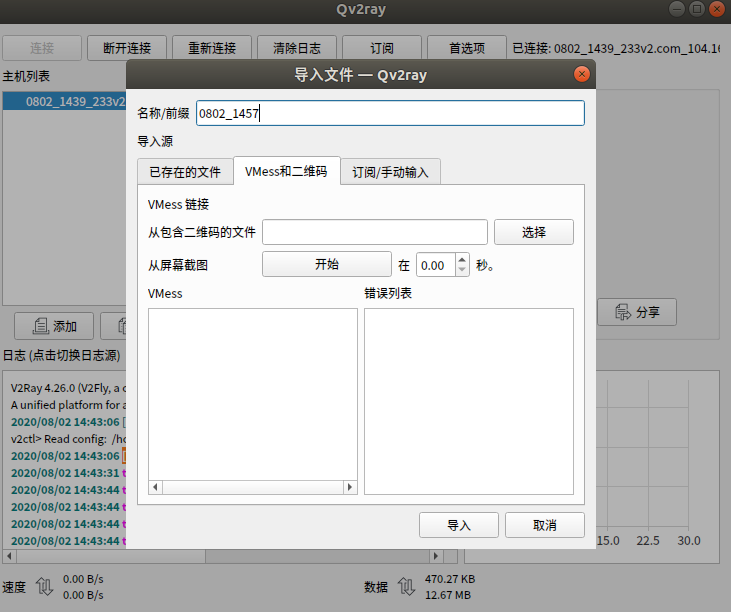 Qv2ray
连接 断开连接 重新连接 清除日志 订阅 首选项 已连接: 0802_1439_233v2.com_104.16
主机列表
导入文件 — Qv2ray
0802_1439_233v2
名称/前缀 0802_1457
导入源
已存在的文件 VMess和二维码 订阅/手动输入
VMess 链接
从包含二维码的文件 选择
从屏幕截图 开始 在 0.00 秒。
VMess 错误列表
添加 分享
日志 (点击切换日志源)
V2Ray 4.26.0 (V2Fly, a c
A unified platform for a
2020/08/02 14:43:06 [
v2ctl> Read config: /ho
2020/08/02 14:43:06 [
2020/08/02 14:43:31 t
2020/08/02 14:43:44 t
2020/08/02 14:43:44 t
2020/08/02 14:43:44 t
2020/08/02 14:43:44 t
导入 取消
15.0 22.5 30.0
速度 0.00 B/s 数据 470.27 KB
0.00 B/s 12.67 MB